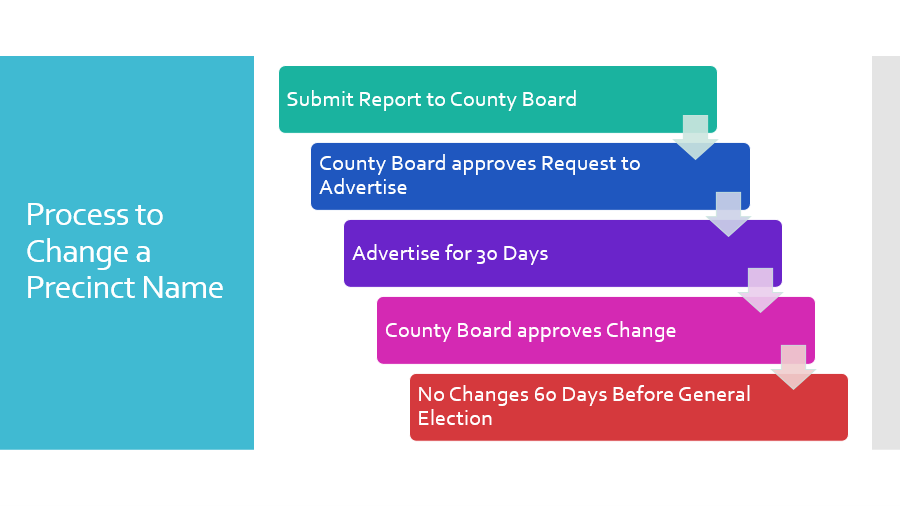 Process to
Change a
Precinct Name
Submit Report to County Board
County Board approves Request to
Advertise
Advertise for 30 Days
County Board approves Change
No Changes 60 Days Before General
Election